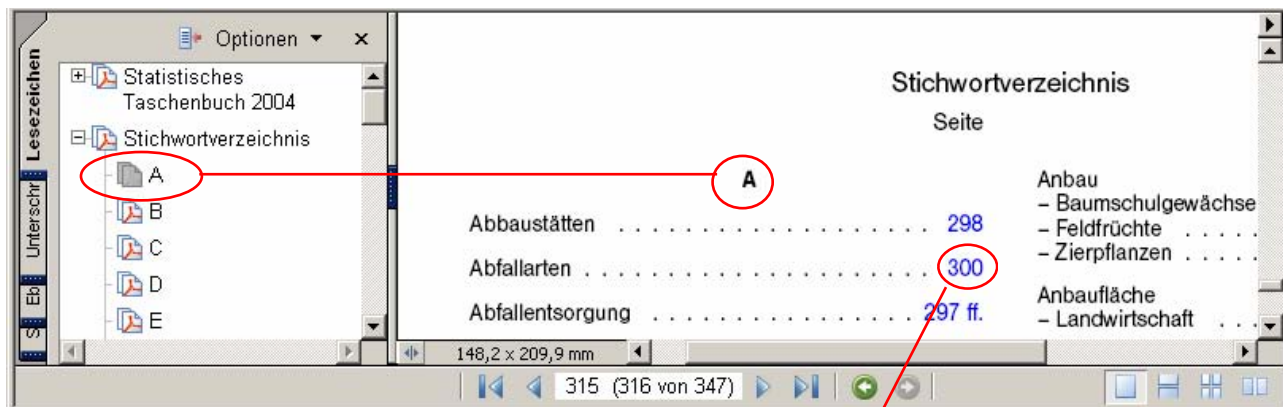 Optionen
Lesezeichen
Unterschr
Eb
S
Statistisches
Taschenbuch 2004
Stichwortverzeichnis
A
B
C
D
E
Stichwortverzeichnis
Seite
A
Abbaustätten . . . . . . . . . . . . . . . . . . . . 298
Abfallarten . . . . . . . . . . . . . . . . . . . . . . 300
Abfallentsorgung . . . . . . . . . . . . . . . . . 297 ff.
Anbau
– Baumschulgewächse
– Feldfrüchte . . . . .
– Zierpflanzen . . . . .
Anbaufläche
– Landwirtschaft . . .
148,2 x 209,9 mm
315 (316 von 347)